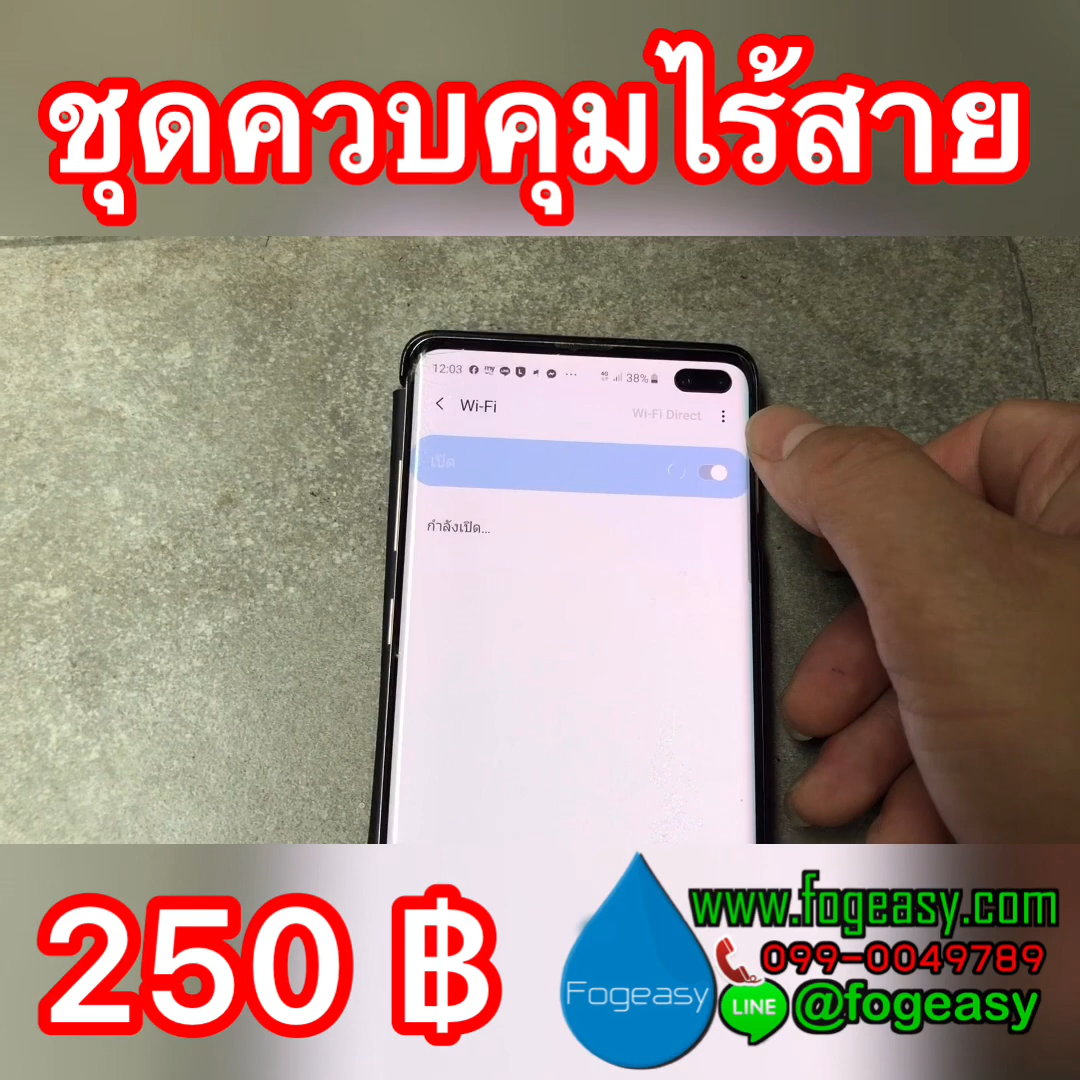 ชุดควบคุมไร้สาย
12:03 ... 38%
Wi-Fi
Wi-Fi Direct
เปิด
กำลังเปิด...
250 ฿
Fogeasy
www.fogeasy.com
099-0049789
LINE @fogeasy